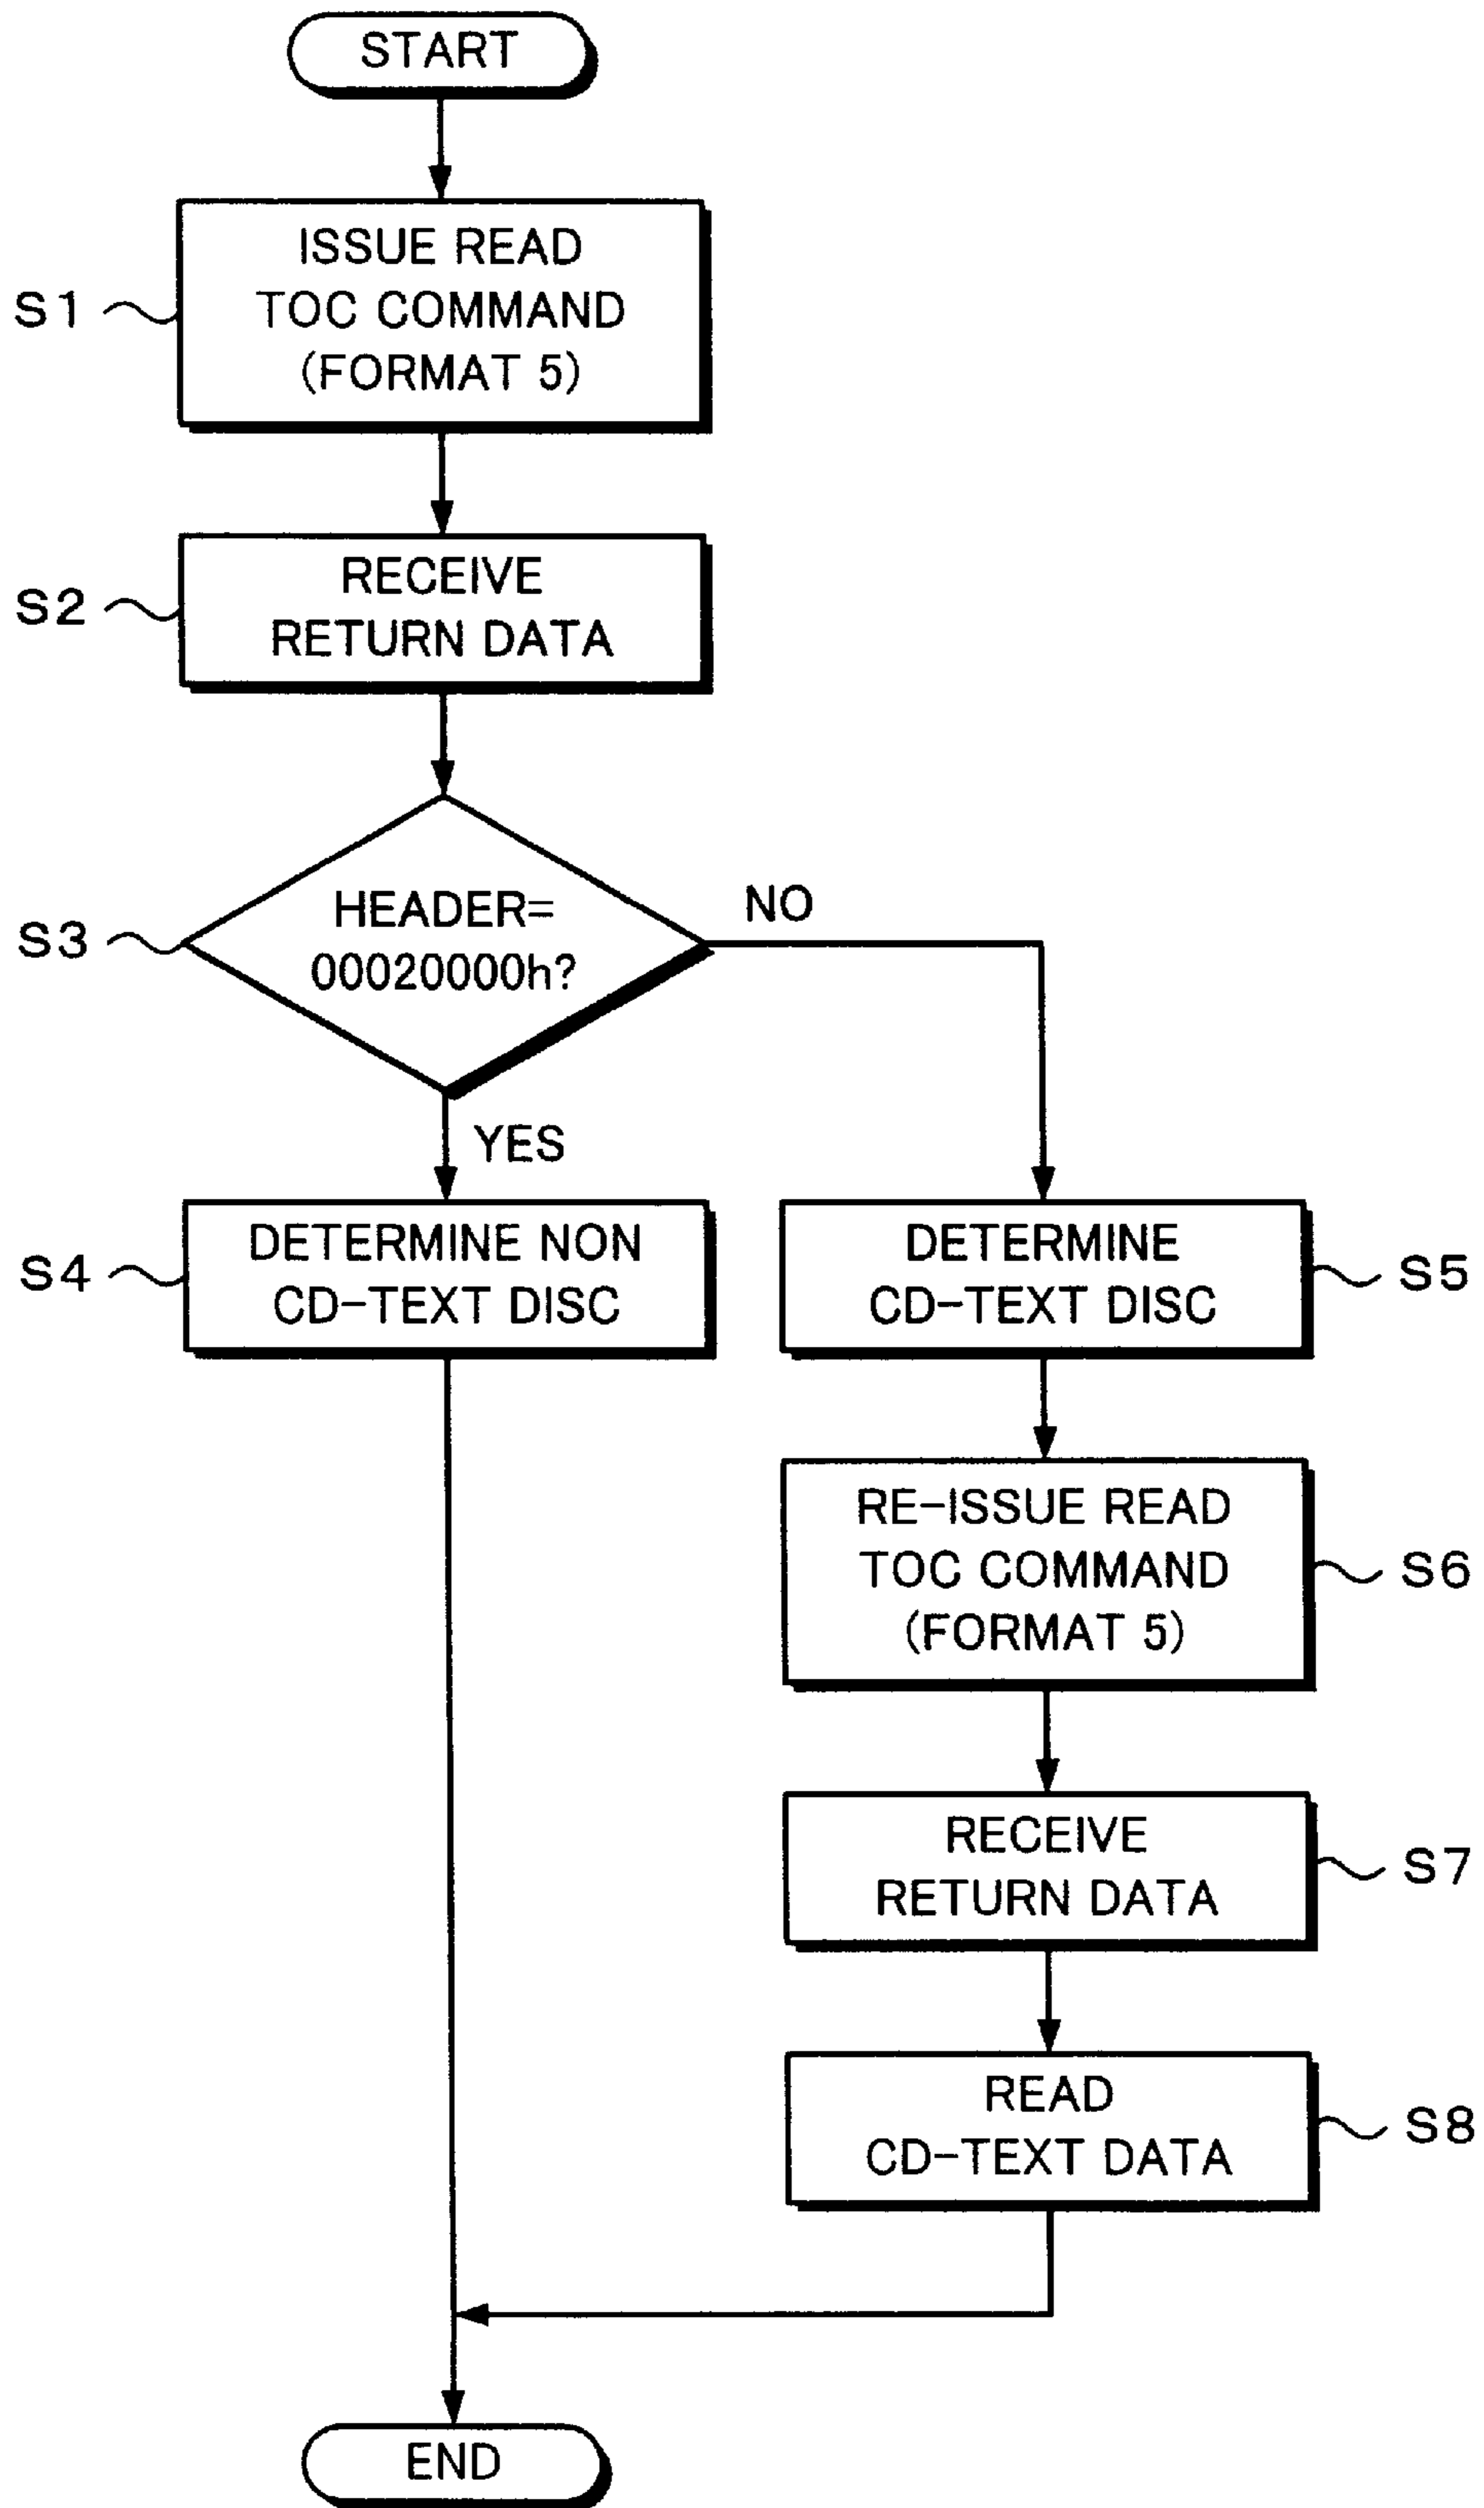 START
S1
ISSUE READ
TOC COMMAND
(FORMAT 5)
S2
RECEIVE
RETURN DATA
S3
HEADER=
00020000h?
NO
YES
S4
DETERMINE NON
CD-TEXT DISC
DETERMINE
CD-TEXT DISC
S5
RE-ISSUE READ
TOC COMMAND
(FORMAT 5)
S6
RECEIVE
RETURN DATA
S7
READ
CD-TEXT DATA
S8
END